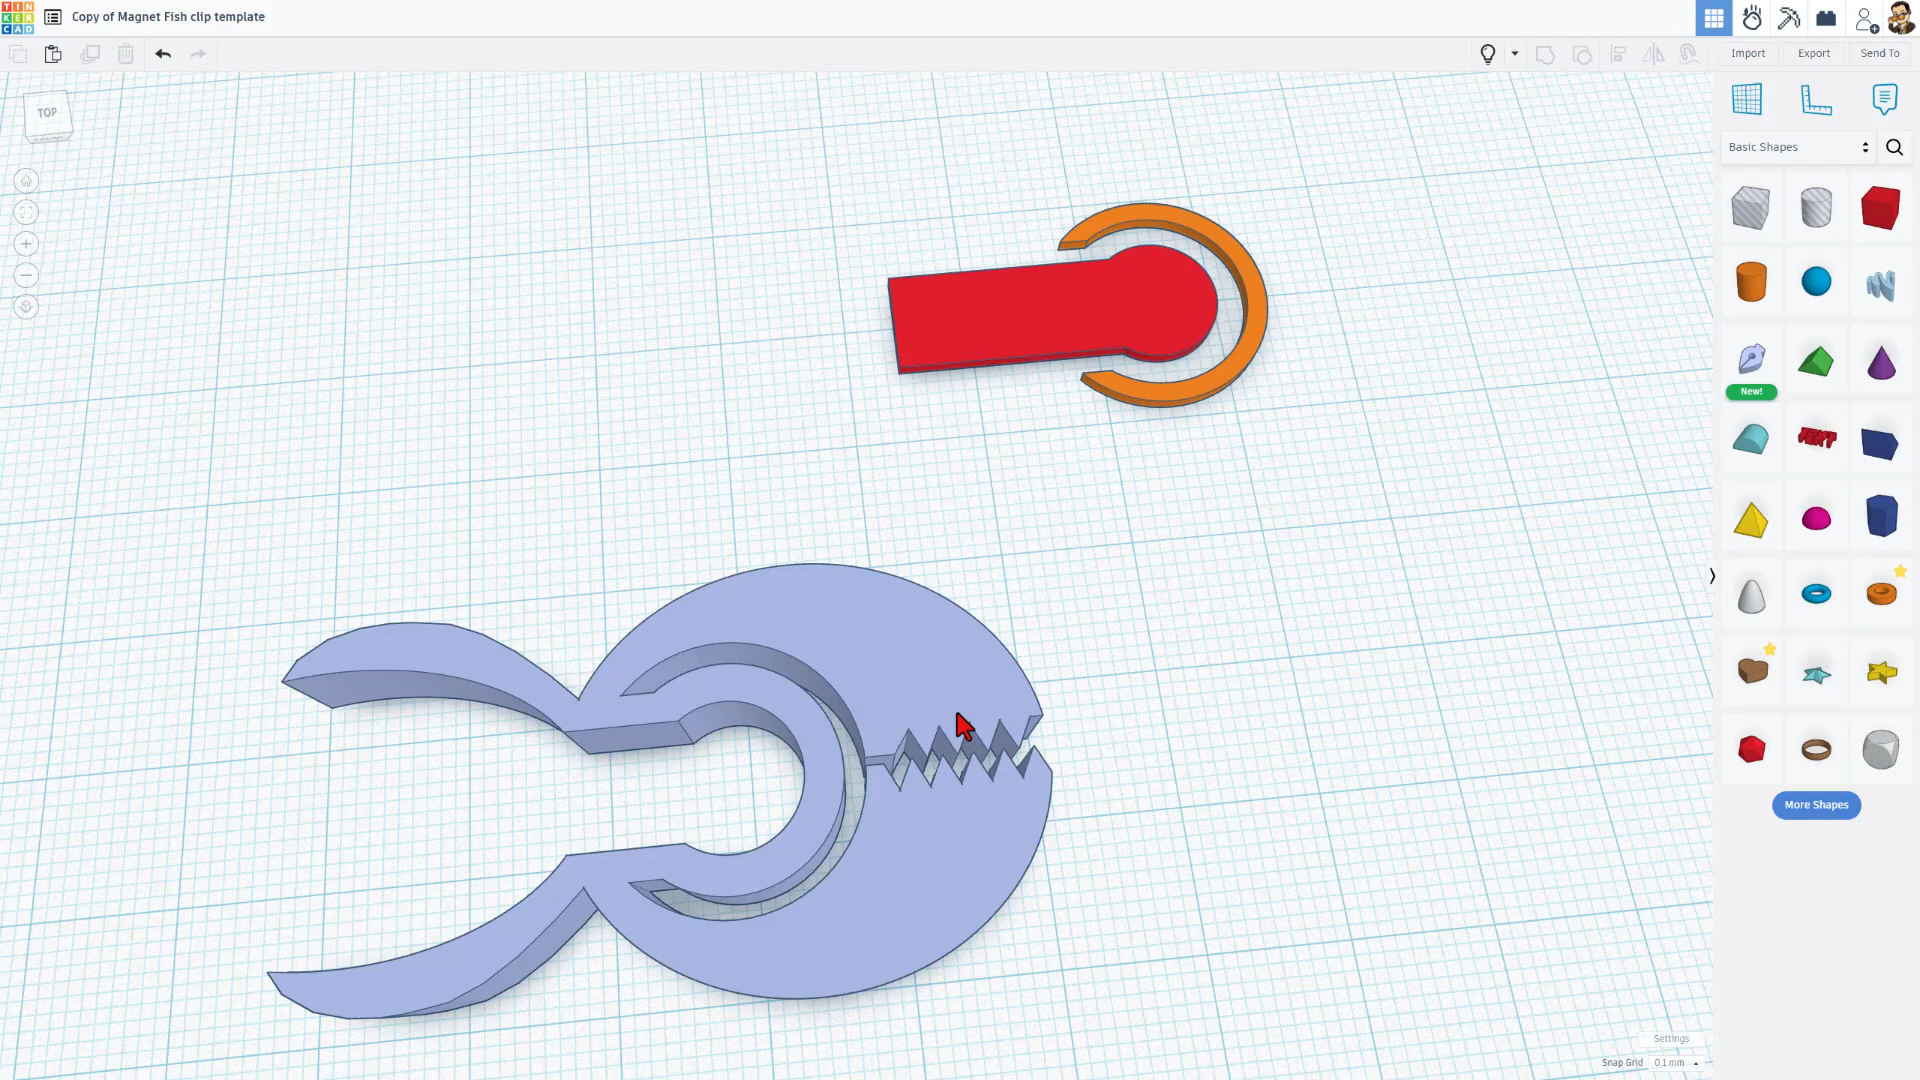 TIN
KER
CAD
Copy of Magnet Fish clip template
Import
Export
Send To
TOP
Basic Shapes
New!
TEXT
More Shapes
Settings
Snap Grid 0.1 mm